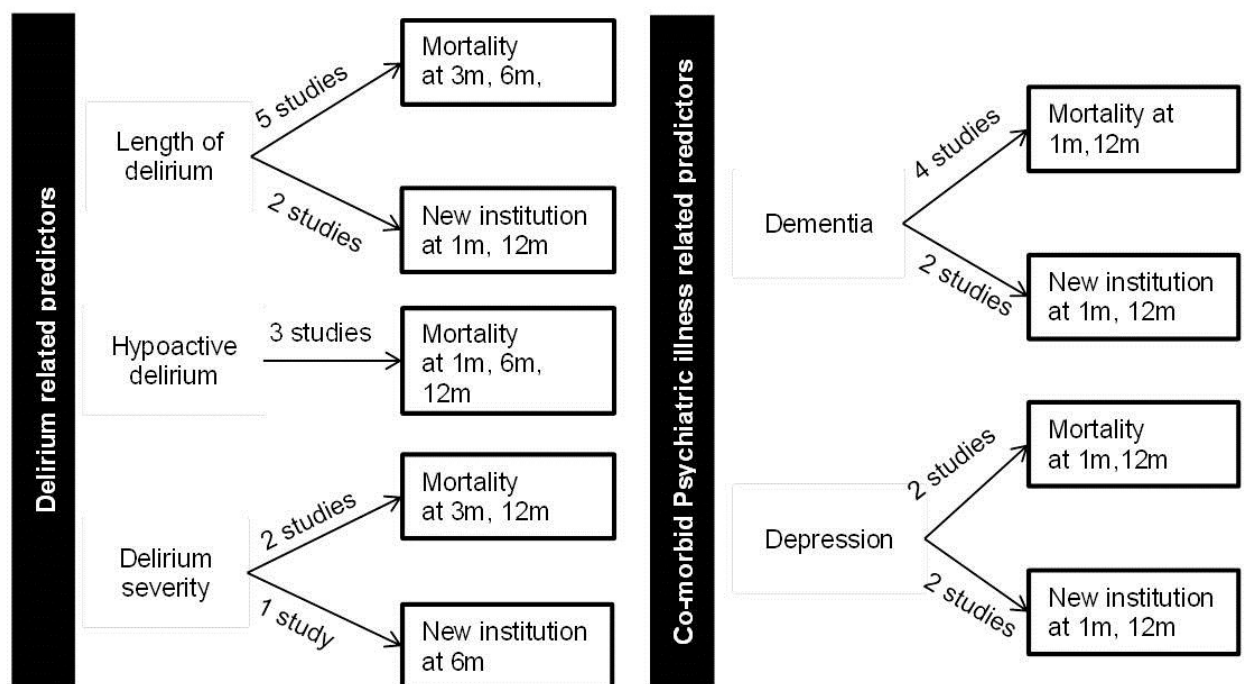 Delirium related predictors
Length of
delirium
5 studies
Mortality
at 3m, 6m,
2 studies
New institution
at 1m, 12m
Hypoactive
delirium
3 studies
Mortality
at 1m, 6m,
12m
Delirium
severity
2 studies
Mortality
at 3m, 12m
1 study
New institution
at 6m
Co-morbid Psychiatric illness related predictors
Dementia
4 studies
Mortality at
1m,12m
2 studies
New institution
at 1m, 12m
Depression
2 studies
Mortality
at 1m,12m
2 studies
New institution
at 1m, 12m